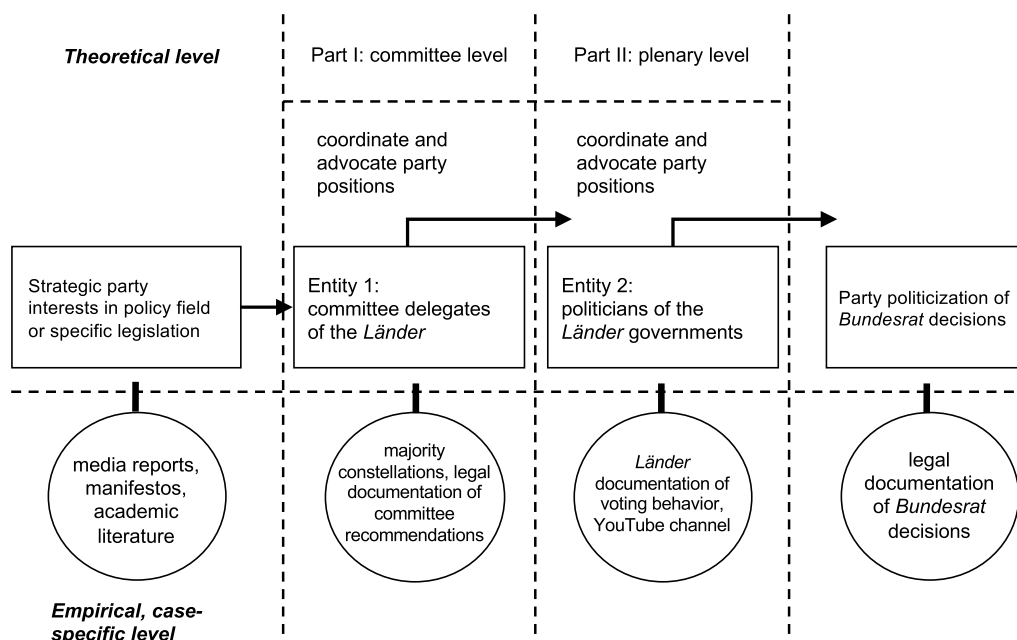 Theoretical level
Part I: committee level
Part II: plenary level
coordinate and
advocate party
positions
coordinate and
advocate party
positions
Strategic party
interests in policy field
or specific legislation
Entity 1:
committee delegates
of the Länder
Entity 2:
politicians of the
Länder governments
Party politicization of
Bundesrat decisions
media reports,
manifestos,
academic
literature
majority
constellations, legal
documentation of
committee
recommendations
Länder
documentation of
voting behavior,
YouTube channel
legal
documentation
of Bundesrat
decisions
Empirical, case-
specific level